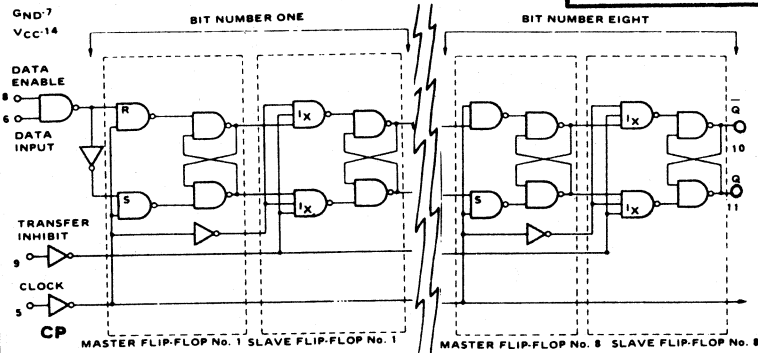 GND-7
VCC-14
BIT NUMBER ONE
BIT NUMBER EIGHT
DATA
ENABLE
8
6
DATA
INPUT
R
S
IX
IX
S
IX
IX
Q
10
Q
11
TRANSFER
INHIBIT
9
CLOCK
5
CP
MASTER FLIP-FLOP No. 1 SLAVE FLIP-FLOP No. 1
MASTER FLIP-FLOP No. 8 SLAVE FLIP-FLOP No. 8